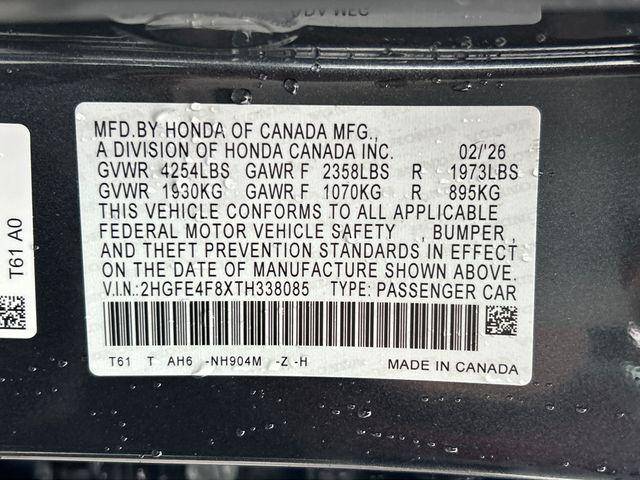 MFD.BY HONDA OF CANADA MFG.,
A DIVISION OF HONDA CANADA INC. 02/'26
GVWR 4254LBS GAWR F 2358LBS R 1973LBS
GVWR 1930KG GAWR F 1070KG R 895KG
THIS VEHICLE CONFORMS TO ALL APPLICABLE
FEDERAL MOTOR VEHICLE SAFETY , BUMPER ,
AND THEFT PREVENTION STANDARDS IN EFFECT
ON THE DATE OF MANUFACTURE SHOWN ABOVE.
V.I.N.:2HGFE4F8XTH338085 TYPE: PASSENGER CAR
T61 T AH6 -NH904M -Z -H
MADE IN CANADA
T61 A0